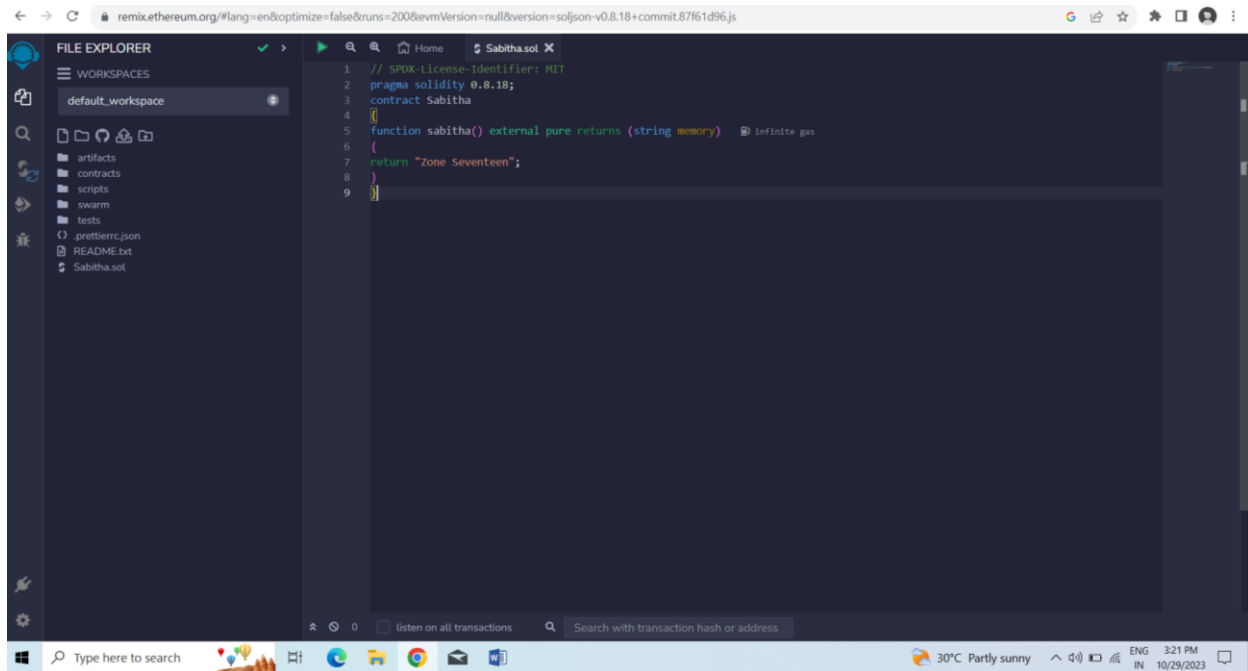 remix.ethereum.org/#lang=en&optimize=false&runs=200&evmVersion=null&version=soljson-v0.8.18+commit.87f61d96.js
FILE EXPLORER
WORKSPACES
default_workspace
artifacts
contracts
scripts
swarm
tests
.prettierrc.json
README.txt
Sabitha.sol
Home
Sabitha.sol
1 // SPDX-License-Identifier: MIT
2 pragma solidity 0.8.18;
3 contract Sabitha
4 {
5 function sabitha() external pure returns (string memory) infinite gas
6 {
7 return "Zone Seventeen";
8 }
9 }
0 listen on all transactions Search with transaction hash or address
Type here to search
30°C Partly sunny
ENG
IN
3:21 PM
10/29/2023